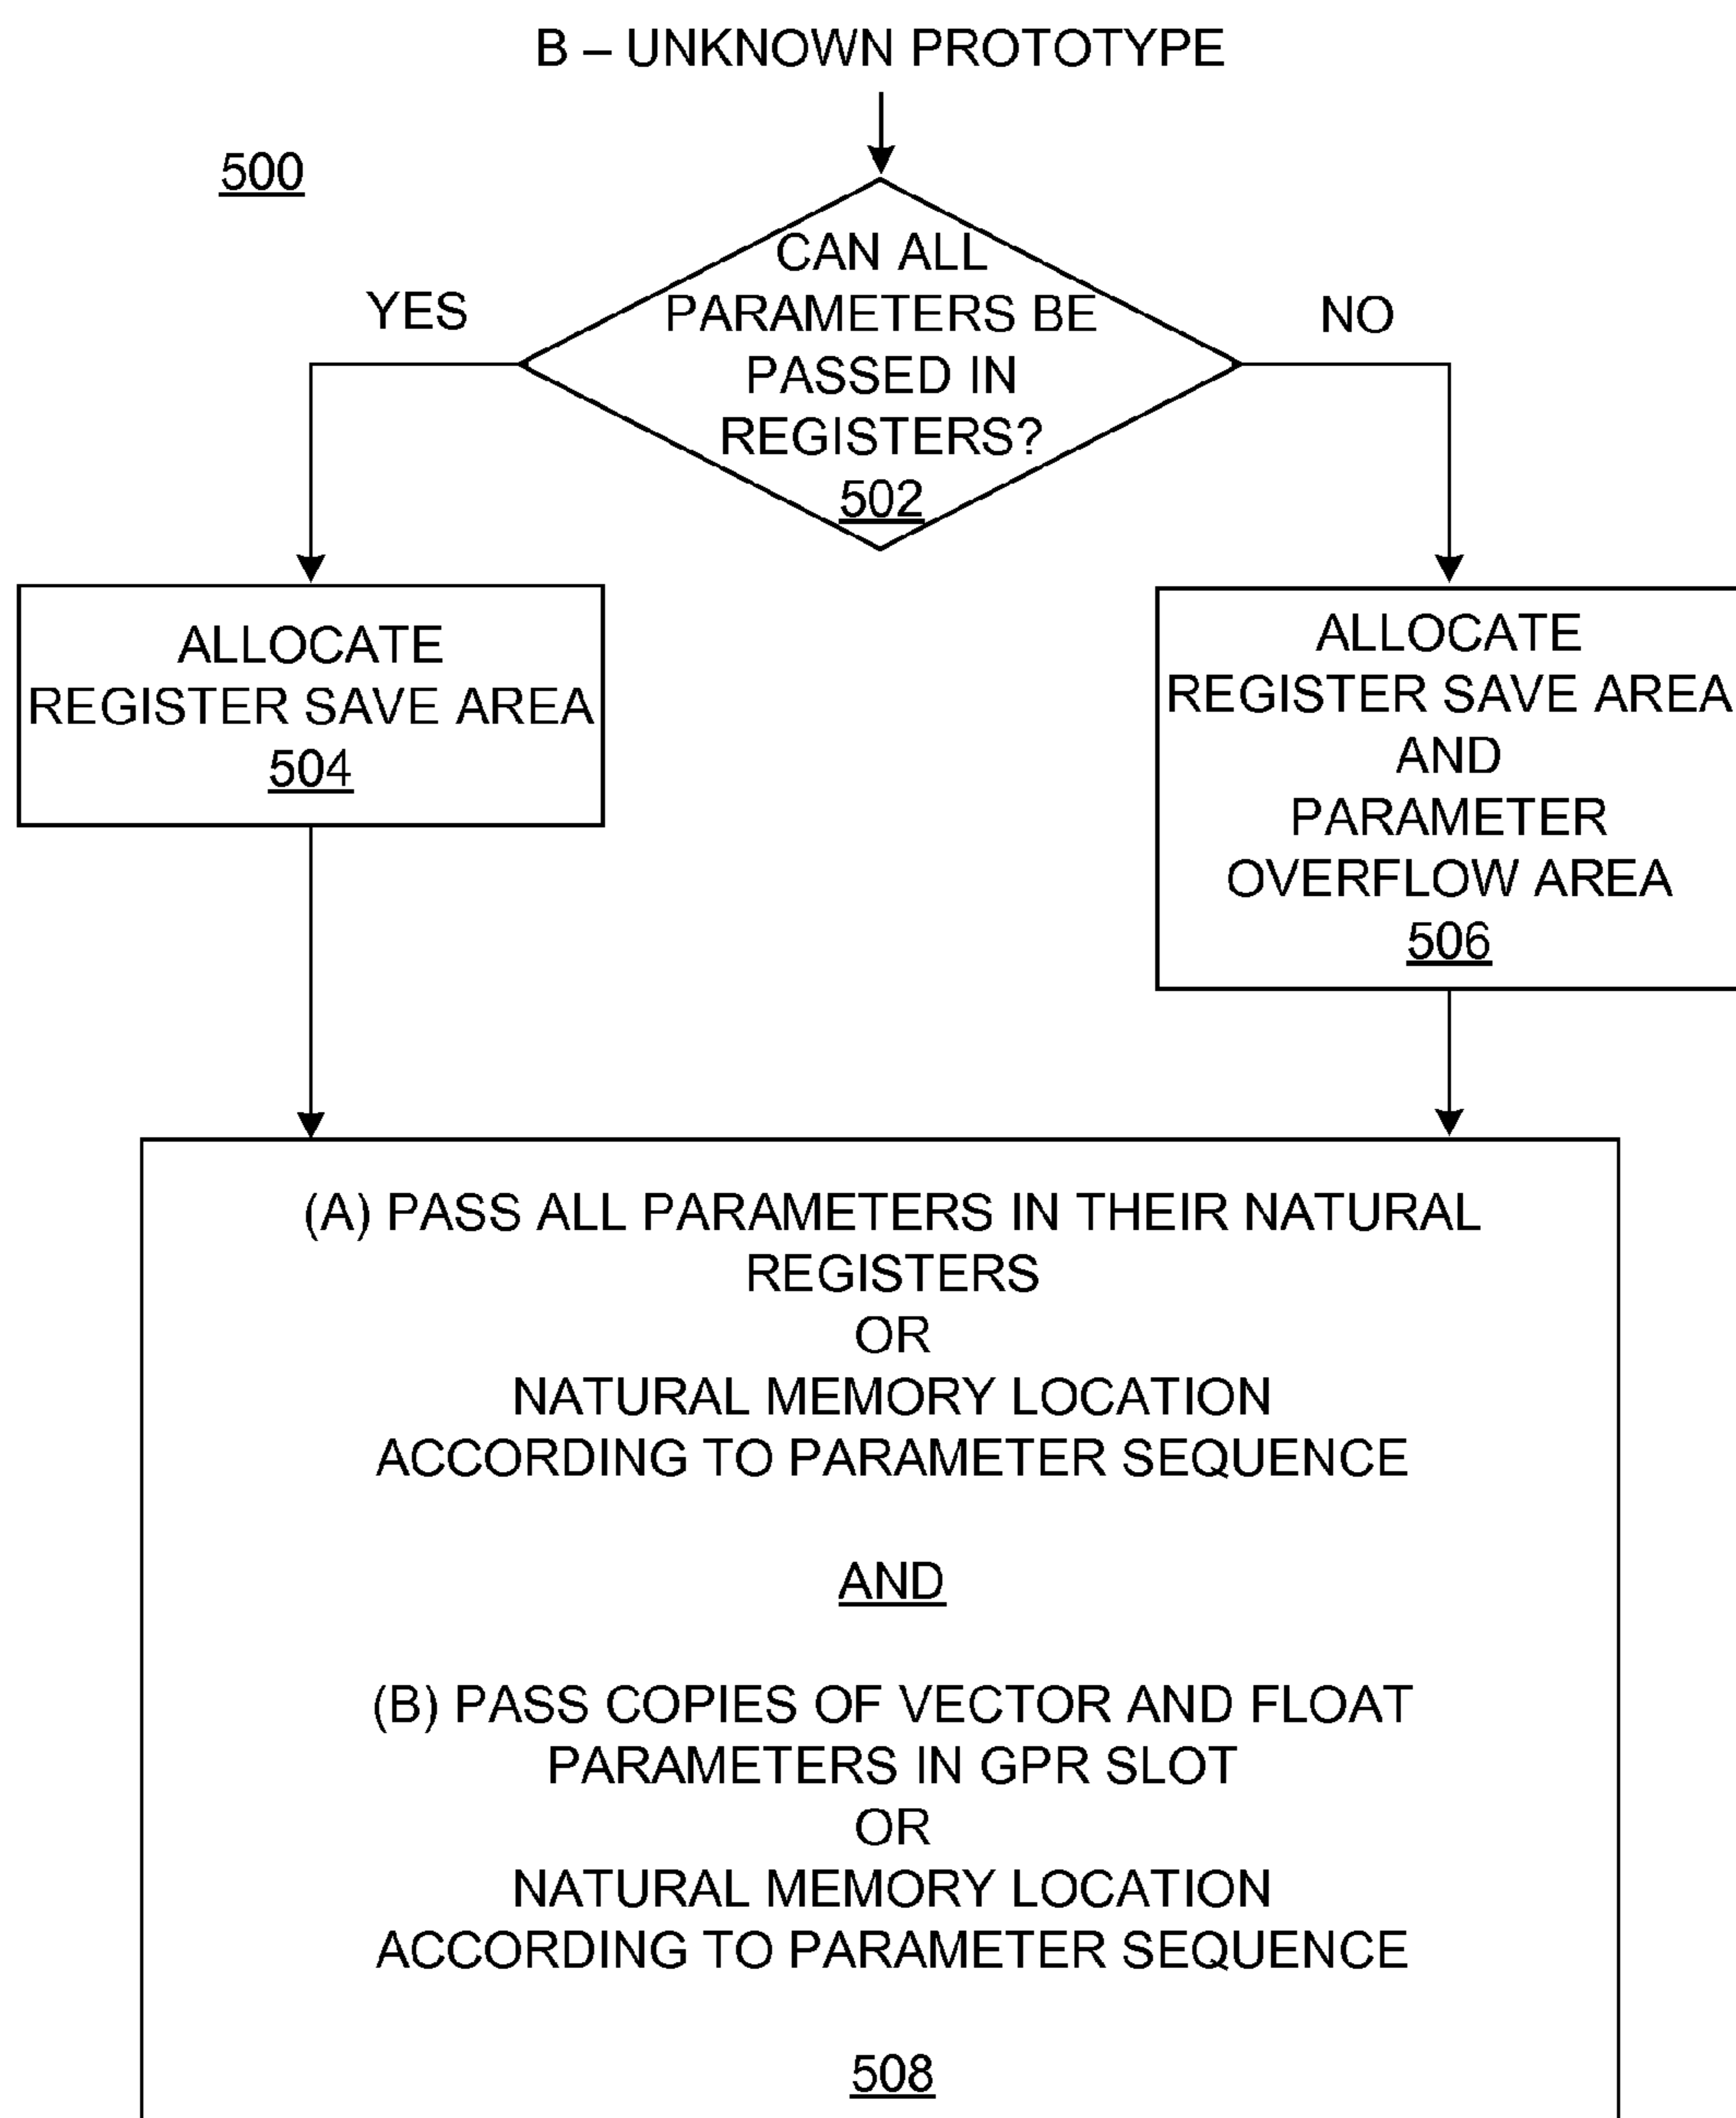 B – UNKNOWN PROTOTYPE
500
CAN ALL
PARAMETERS BE
PASSED IN
REGISTERS?
502
YES
NO
ALLOCATE
REGISTER SAVE AREA
504
ALLOCATE
REGISTER SAVE AREA
AND
PARAMETER
OVERFLOW AREA
506
(A) PASS ALL PARAMETERS IN THEIR NATURAL
REGISTERS
OR
NATURAL MEMORY LOCATION
ACCORDING TO PARAMETER SEQUENCE
AND
(B) PASS COPIES OF VECTOR AND FLOAT
PARAMETERS IN GPR SLOT
OR
NATURAL MEMORY LOCATION
ACCORDING TO PARAMETER SEQUENCE
508